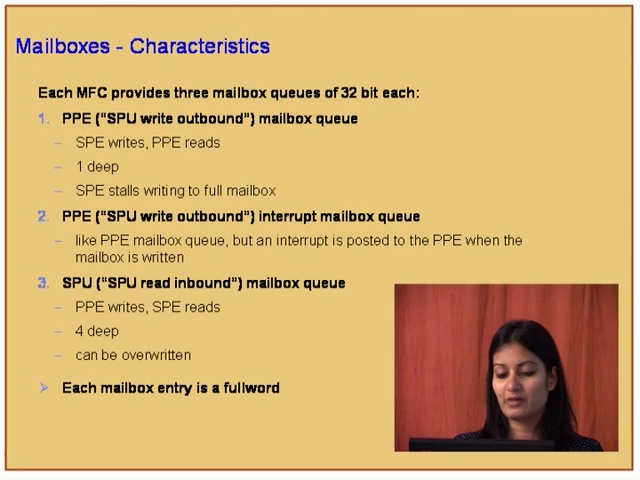 Mailboxes - Characteristics
Each MFC provides three mailbox queues of 32 bit each:
1. PPE ("SPU write outbound") mailbox queue
– SPE writes, PPE reads
– 1 deep
– SPE stalls writing to full mailbox
2. PPE ("SPU write outbound") interrupt mailbox queue
– like PPE mailbox queue, but an interrupt is posted to the PPE when the
mailbox is written
3. SPU ("SPU read inbound") mailbox queue
– PPE writes, SPE reads
– 4 deep
– can be overwritten
➢ Each mailbox entry is a fullword